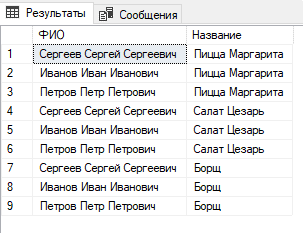 Результаты Сообщения
ФИО Название
1 Сергеев Сергей Сергеевич Пицца Маргарита
2 Иванов Иван Иванович Пицца Маргарита
3 Петров Петр Петрович Пицца Маргарита
4 Сергеев Сергей Сергеевич Салат Цезарь
5 Иванов Иван Иванович Салат Цезарь
6 Петров Петр Петрович Салат Цезарь
7 Сергеев Сергей Сергеевич Борщ
8 Иванов Иван Иванович Борщ
9 Петров Петр Петрович Борщ